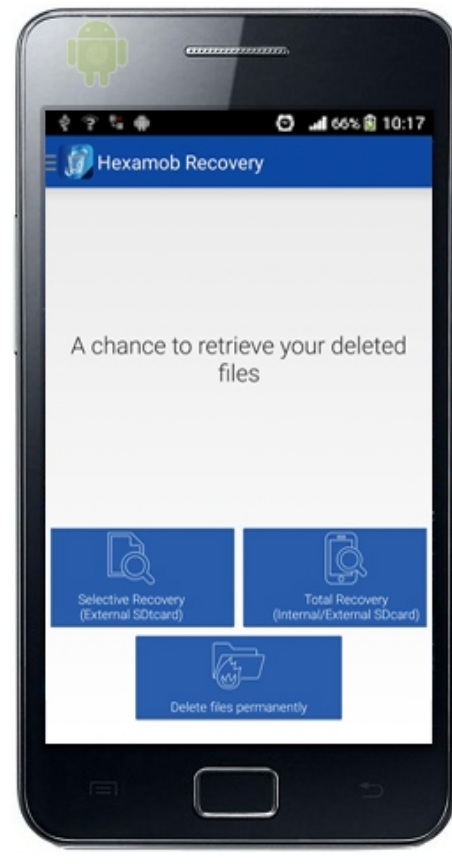 66% 10:17
Hexamob Recovery
A chance to retrieve your deleted
files
Selective Recovery
(External SDtcard)
Total Recovery
(Internal/External SDcard)
Delete files permanently